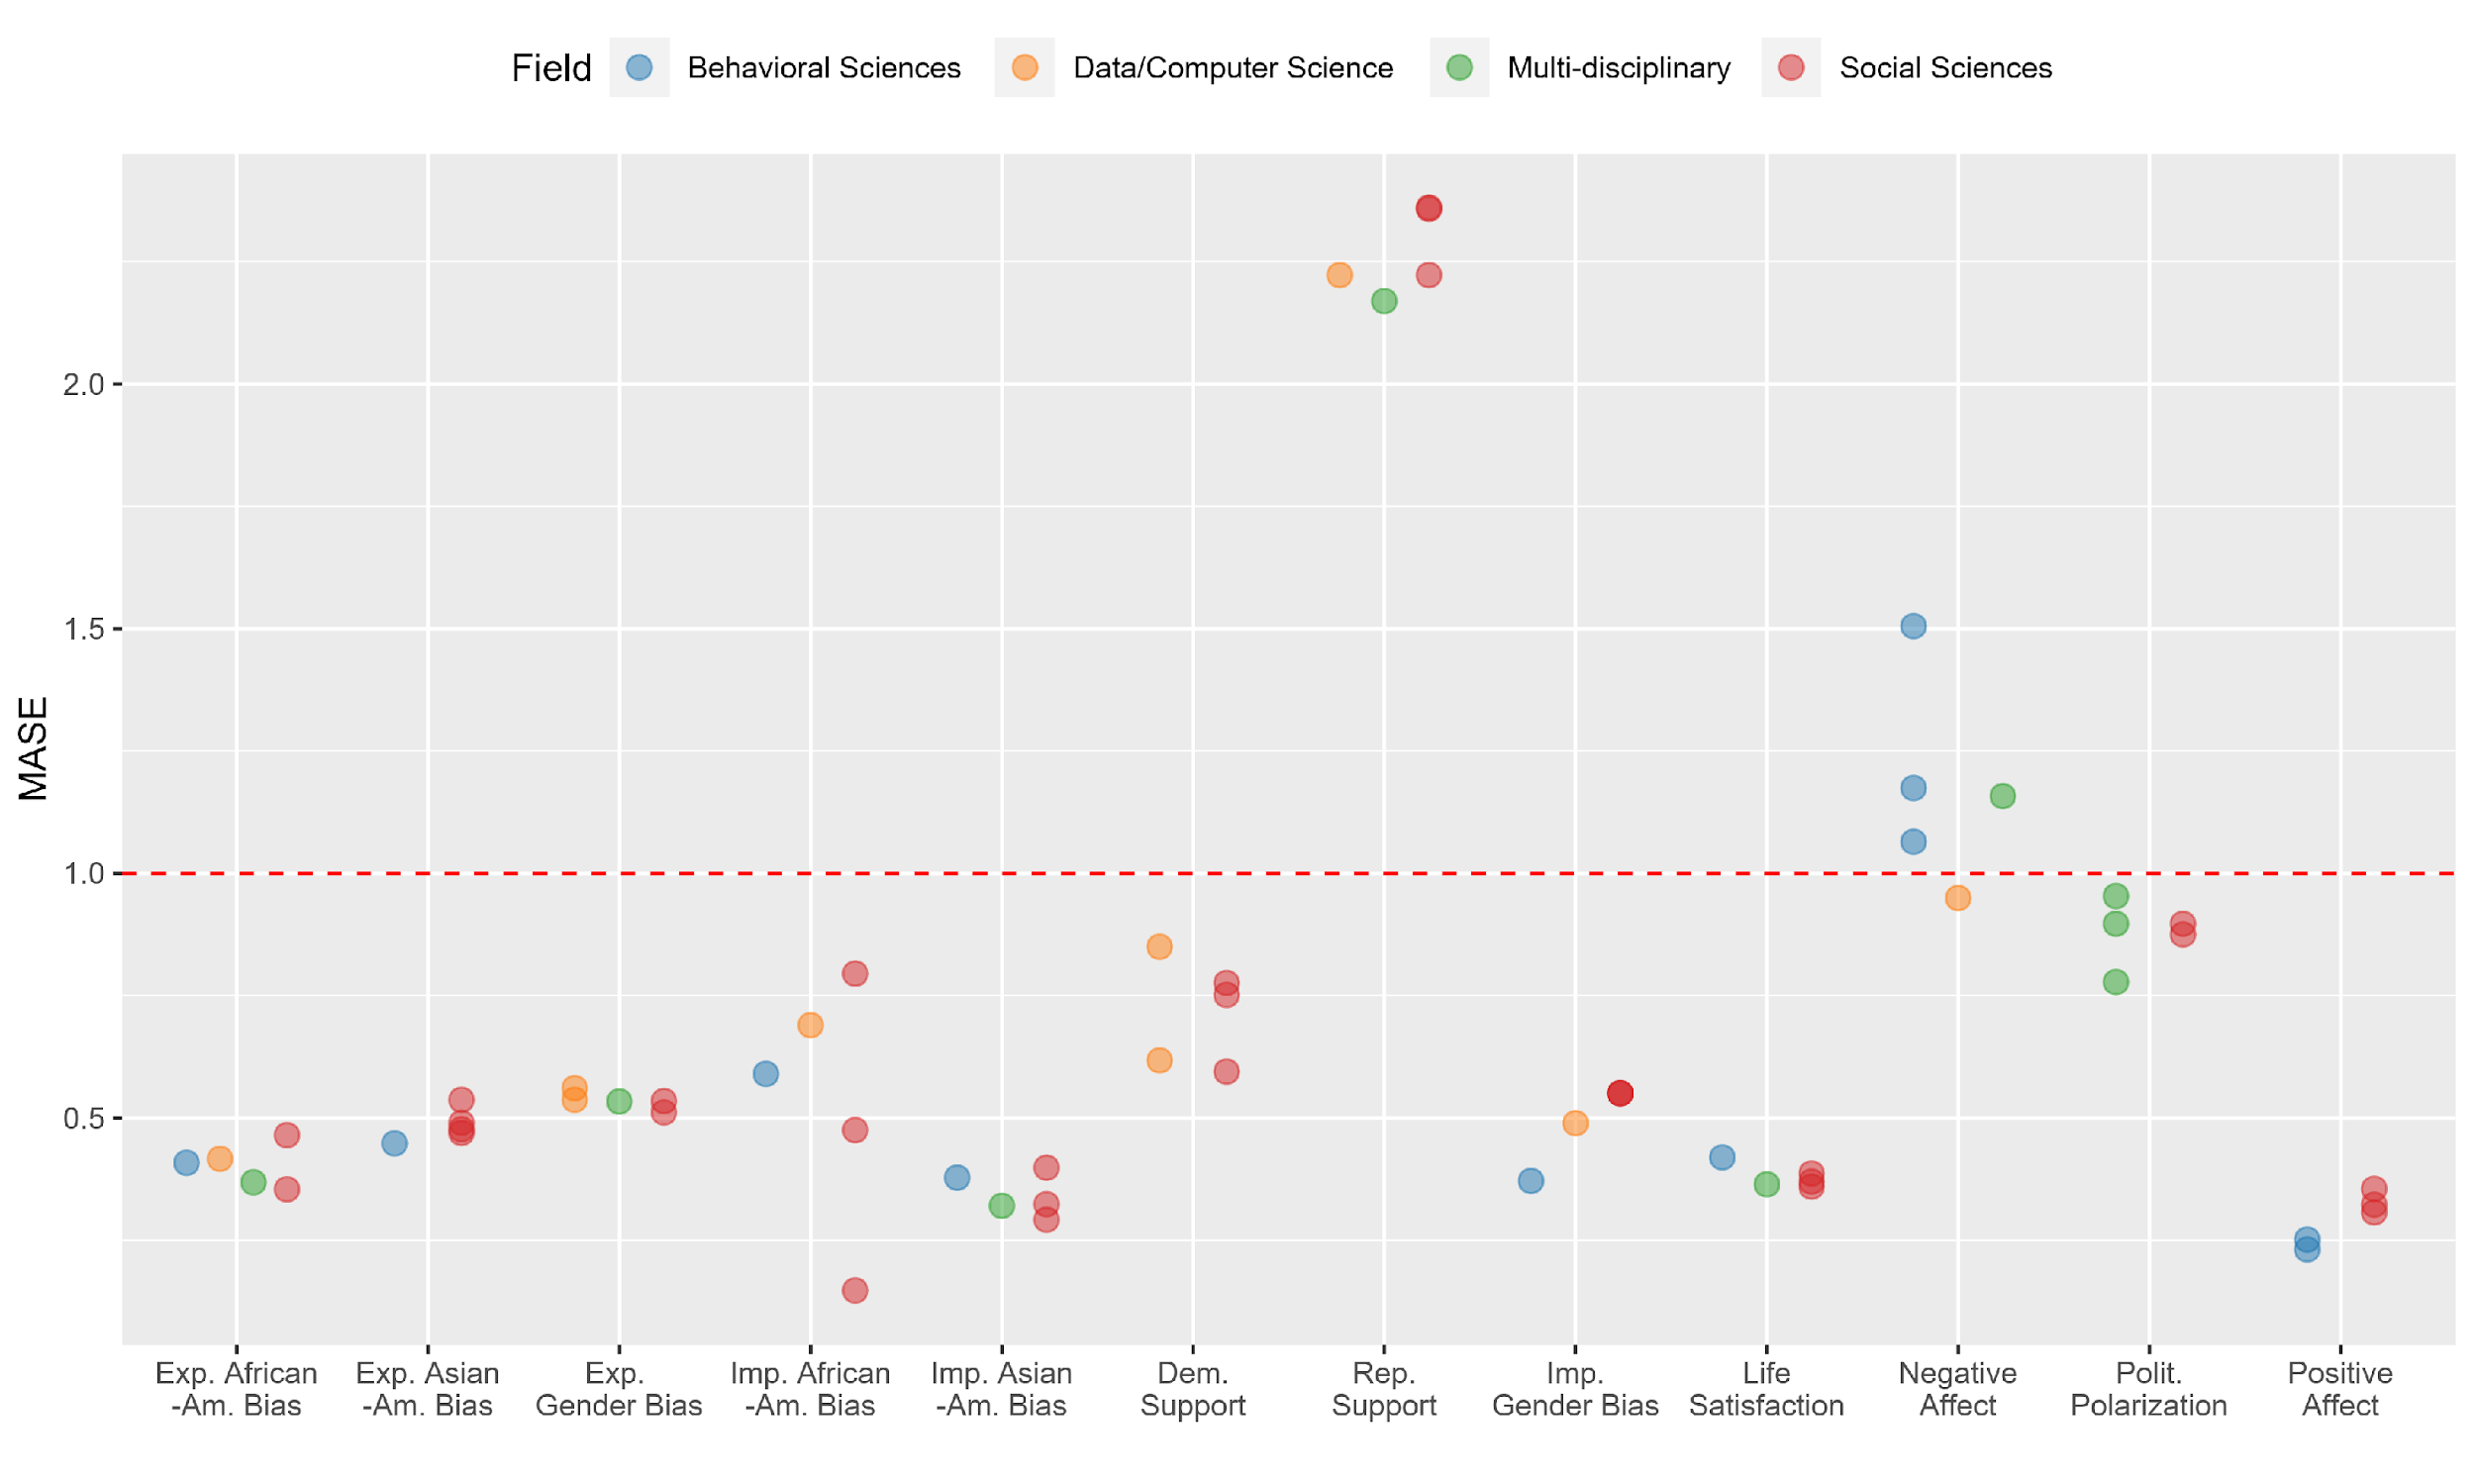 Field Behavioral Sciences Data/Computer Science Multi-disciplinary Social Sciences
MASE
2.0
1.5
1.0
0.5
Exp. African
-Am. Bias
Exp. Asian
-Am. Bias
Exp.
Gender Bias
Imp. African
-Am. Bias
Imp. Asian
-Am. Bias
Dem.
Support
Rep.
Support
Imp.
Gender Bias
Life
Satisfaction
Negative
Affect
Polit.
Polarization
Positive
Affect